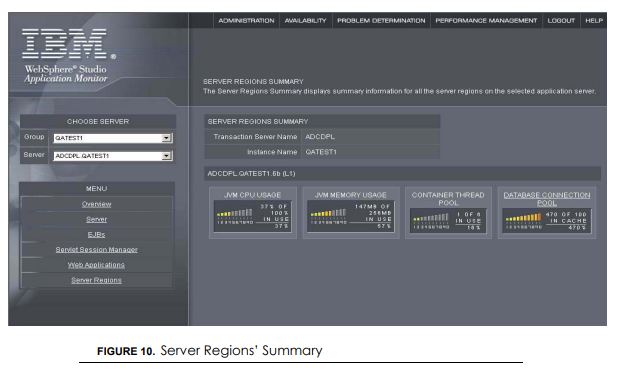 ADMINISTRATION AVAILABILITY PROBLEM DETERMINATION PERFORMANCE MANAGEMENT LOGOUT HELP
IBM®
WebSphere® Studio
Application Monitor
SERVER REGIONS SUMMARY
The Server Regions Summary displays summary information for all the server regions on the selected application server.
CHOOSE SERVER
Group QATEST1
Server ADCDPL.QATEST1
MENU
Overview
Server
EJBs
Servlet Session Manager
Web Applications
Server Regions
SERVER REGIONS SUMMARY
Transaction Server Name ADCDPL
Instance Name QATEST1
ADCDPL.QATEST1.6b (L1)
JVM CPU USAGE
37% OF
100%
IN USE
37%
JVM MEMORY USAGE
147MB OF
256MB
IN USE
57%
CONTAINER THREAD
POOL
1 OF 6
IN USE
16%
DATABASE CONNECTION
POOL
470 OF 100
IN CACHE
470%
FIGURE 10. Server Regions' Summary